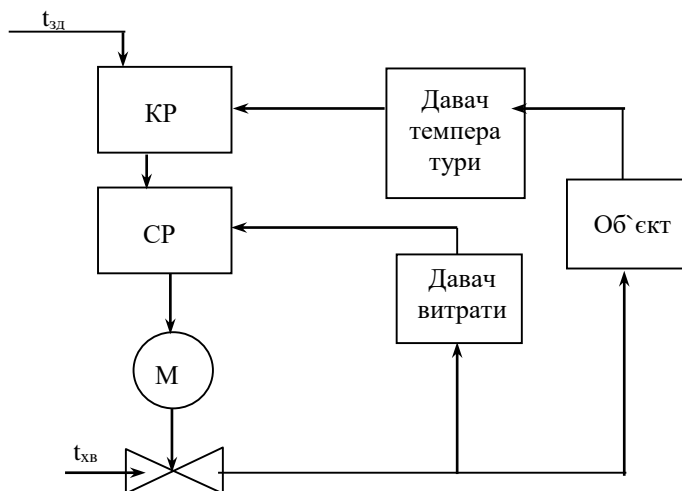 tзд
КР
Давач
темпера
тури
СР
Об`єкт
Давач
витрати
М
tхв